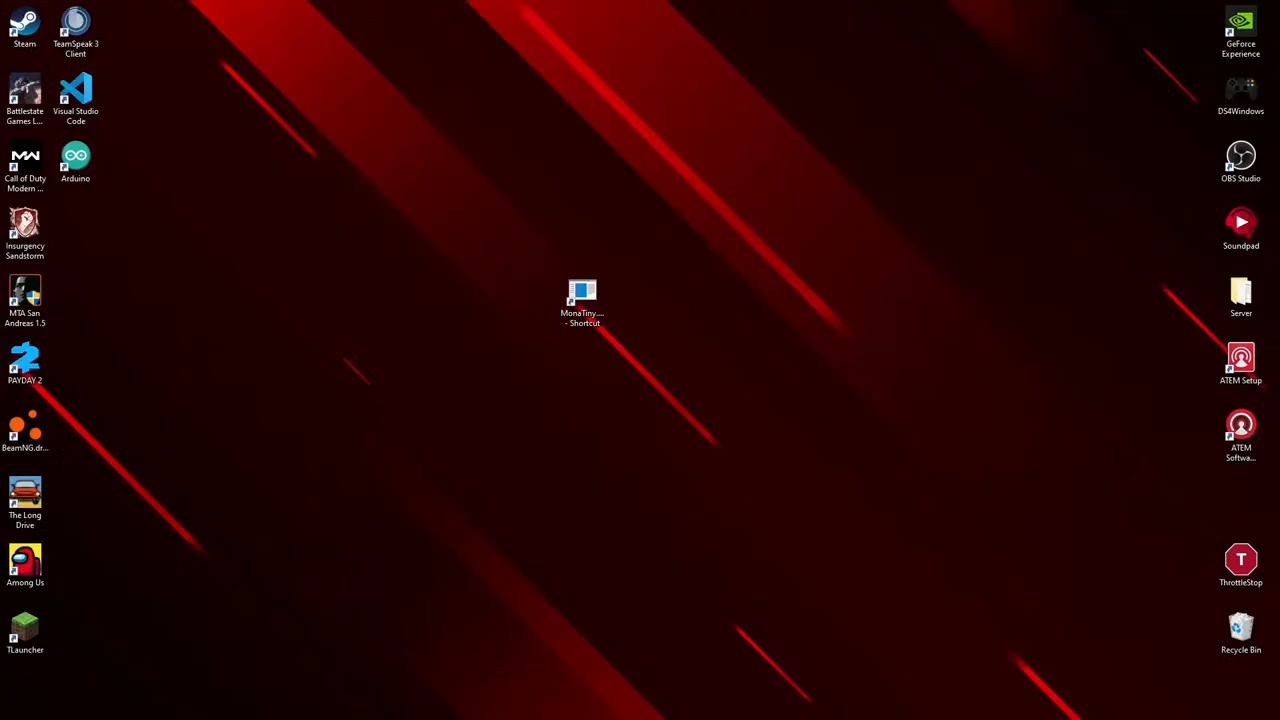 Steam
TeamSpeak 3
Client
Battlestate
Games L...
Visual Studio
Code
Call of Duty
Modern ...
Arduino
Insurgency
Sandstorm
MTA San
Andreas 1.5
PAYDAY 2
BeamNG.dr...
The Long
Drive
Among Us
TLauncher
MonaTiny....
- Shortcut
GeForce
Experience
DS4Windows
OBS Studio
Soundpad
Server
ATEM Setup
ATEM
Softwa...
T
ThrottleStop
Recycle Bin